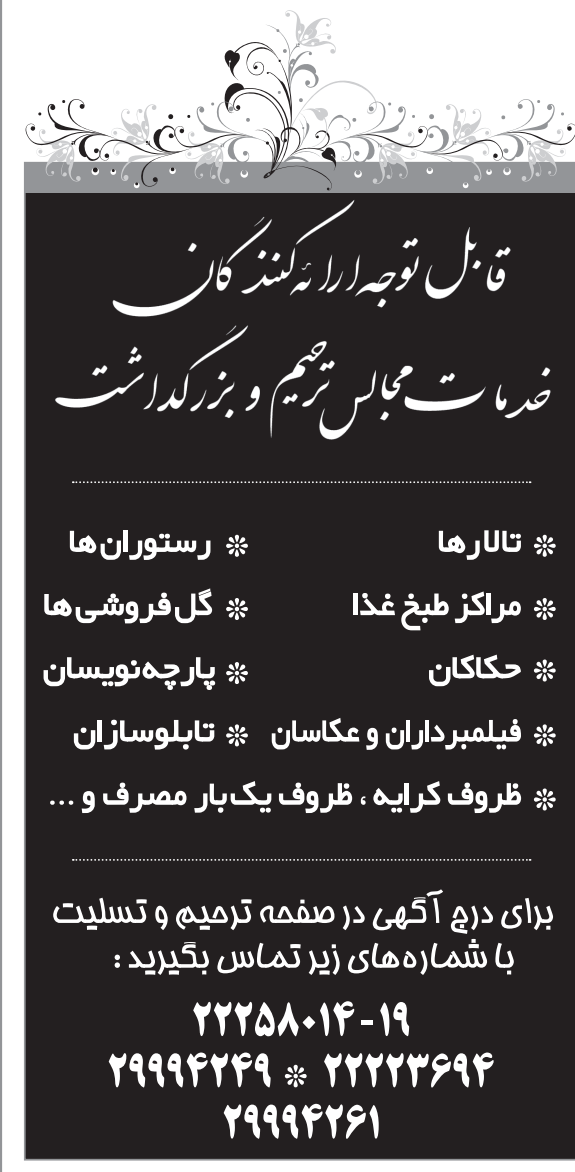 قابل توجه ارائه کنندگان
خدمات مجالس ترحیم و بزرگداشت
❊ تالارها ❊ رستوران‌ها
❊ مراکز طبخ غذا ❊ گل‌فروشی‌ها
❊ حکاکان ❊ پارچه‌نویسان
❊ فیلمبرداران و عکاسان ❊ تابلوسازان
❊ ظروف کرایه ، ظروف یک‌بار مصرف و ...
برای درج آگهی در صفحه ترحیم و تسلیت
با شماره‌های زیر تماس بگیرید :
۲۲۲۵۸۰۱۴-۱۹
۲۲۲۲۳۶۹۴ ❊ ۲۹۹۹۴۲۴۹
۲۹۹۹۴۲۶۱